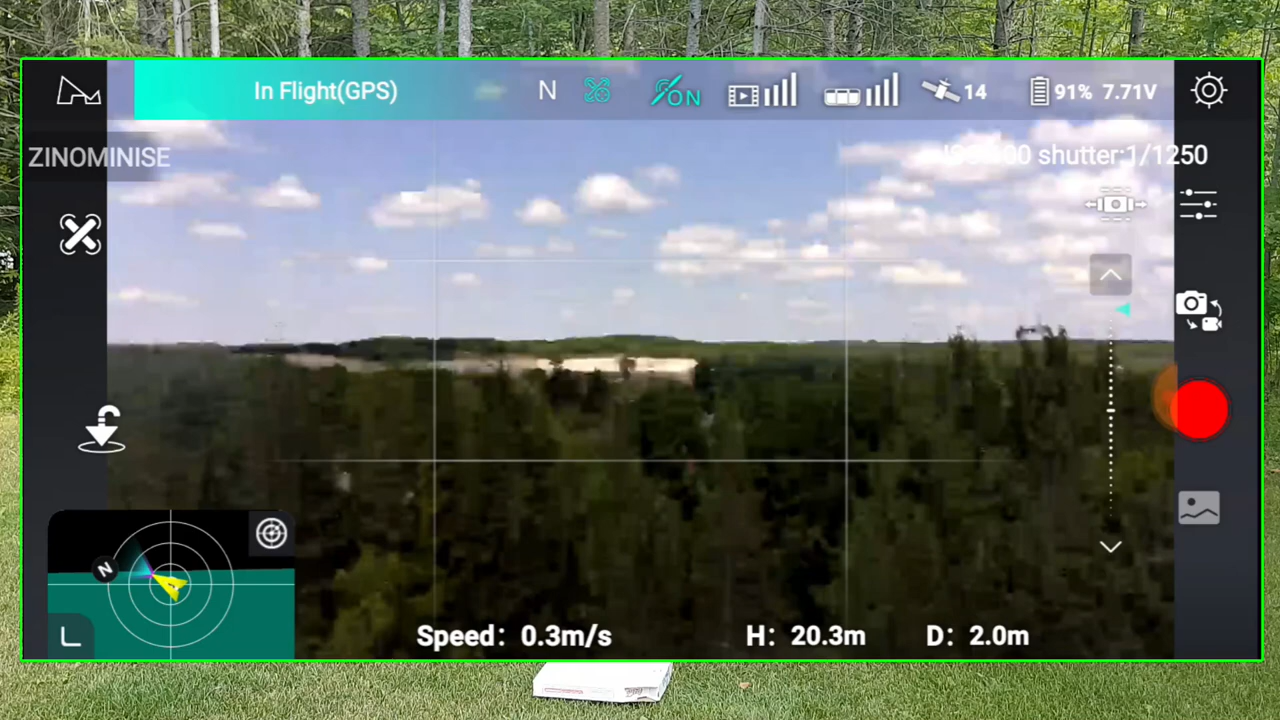 In Flight(GPS)
N
ON
14
91% 7.71V
ZINOMINISE
shutter:1/1250
N
L
Speed: 0.3m/s
H: 20.3m
D: 2.0m